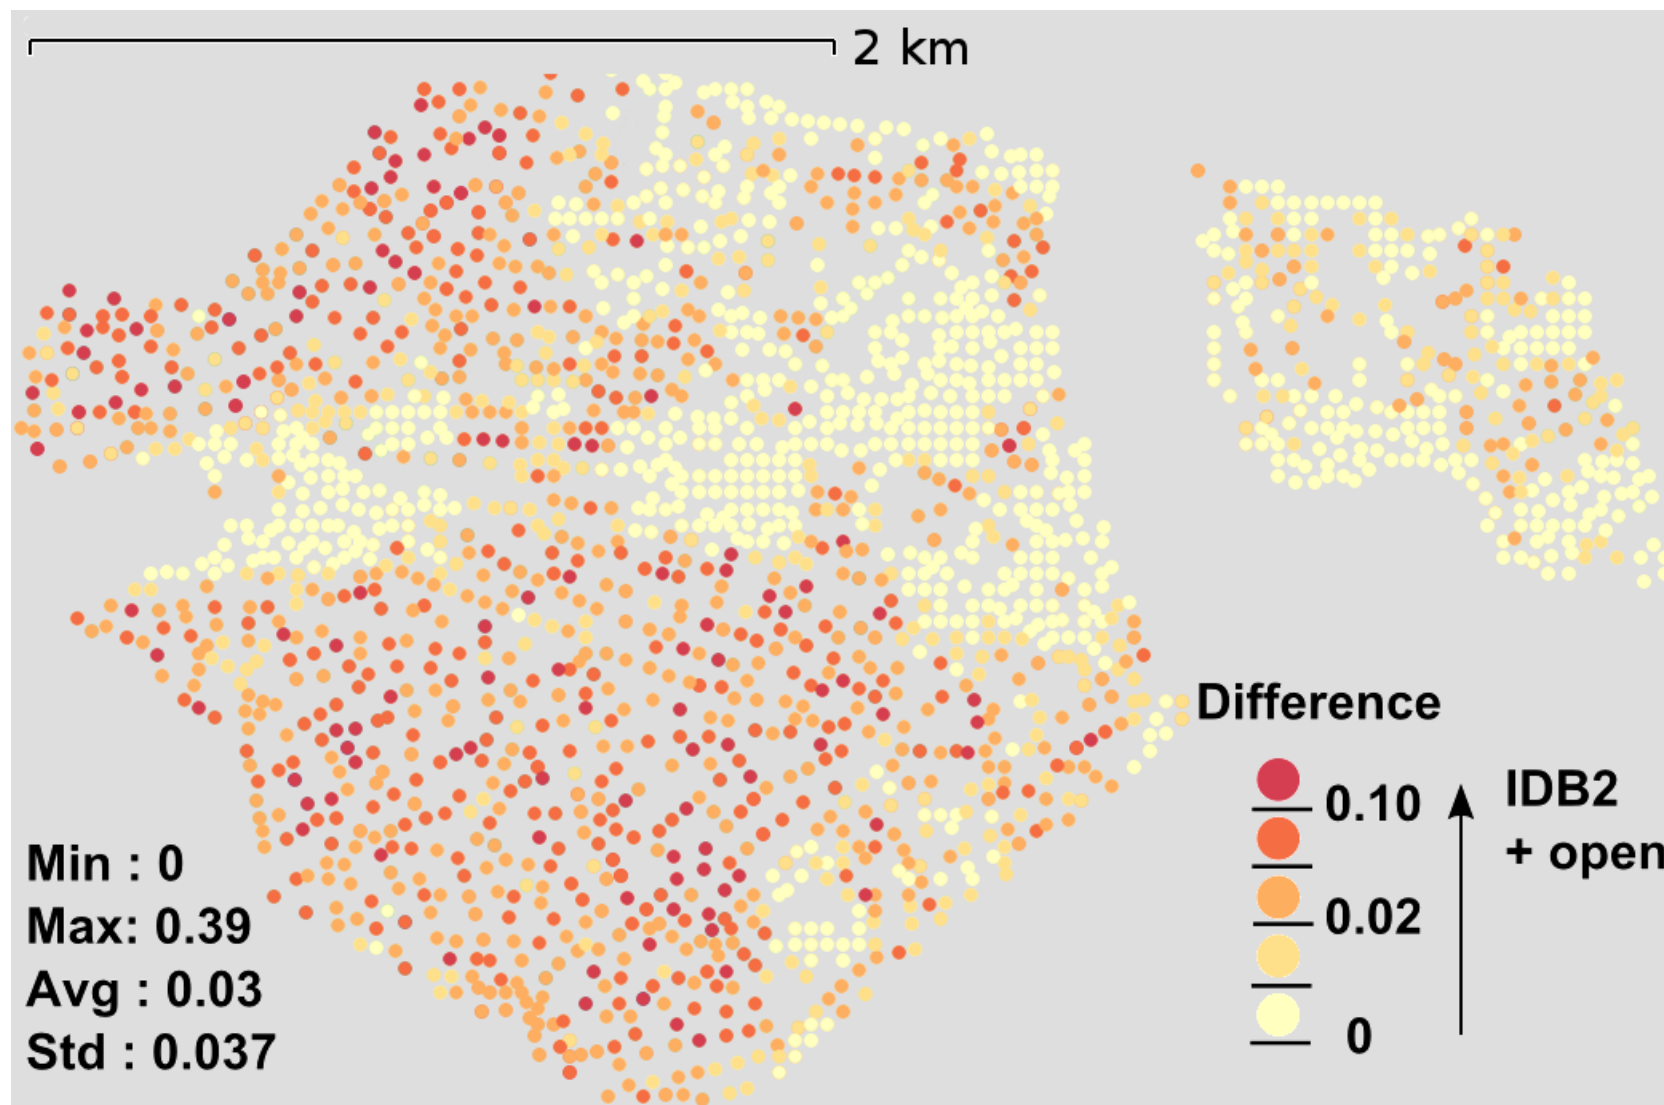 2 km
Difference
0.10
0.02
0
IDB2
+ open
Min : 0
Max: 0.39
Avg : 0.03
Std : 0.037